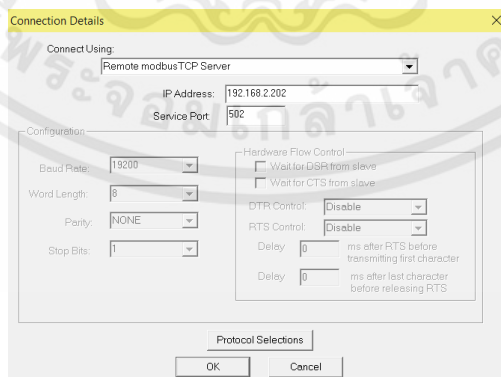 Connection Details
Connect Using:
Remote modbusTCP Server
IP Address: 192.168.2.202
Service Port: 502
Configuration
Baud Rate: 19200
Word Length: 8
Parity: NONE
Stop Bits: 1
Hardware Flow Control
Wait for DSR from slave
Wait for CTS from slave
DTR Control: Disable
RTS Control: Disable
Delay 0 ms after RTS before
transmitting first character
Delay 0 ms after last character
before releasing RTS
Protocol Selections
OK Cancel